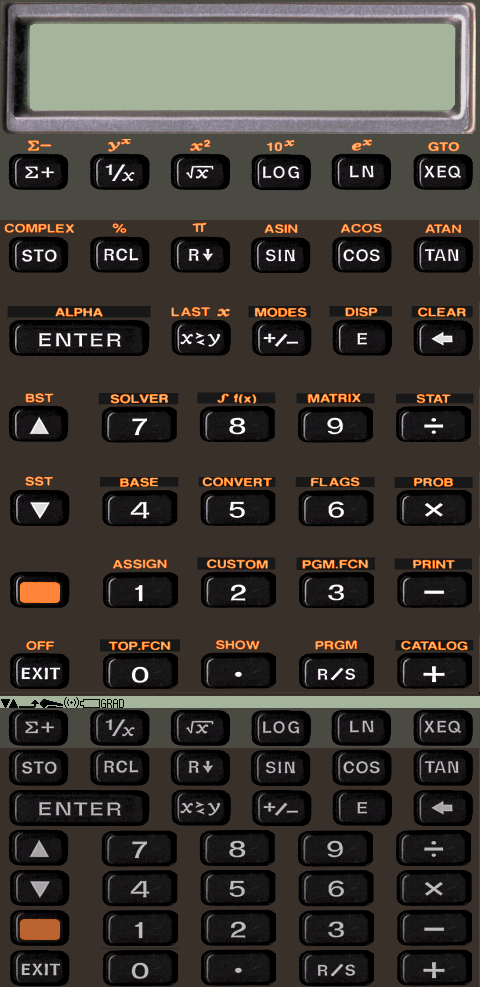 Σ− y^x x² 10^x e^x GTO
Σ+ 1/x √x LOG LN XEQ
COMPLEX % π ASIN ACOS ATAN
STO RCL R↓ SIN COS TAN
ALPHA LAST x MODES DISP CLEAR
ENTER x≷y +/− E ←
BST SOLVER ∫f(x) MATRIX STAT
▲ 7 8 9 ÷
SST BASE CONVERT FLAGS PROB
▼ 4 5 6 ×
ASSIGN CUSTOM PGM.FCN PRINT
1 2 3 −
OFF TOP.FCN SHOW PRGM CATALOG
EXIT 0 . R/S +
▼▲ GRAD
Σ+ 1/x √x LOG LN XEQ
STO RCL R↓ SIN COS TAN
ENTER x≷y +/− E ←
▲ 7 8 9 ÷
▼ 4 5 6 ×
1 2 3 −
EXIT 0 . R/S +